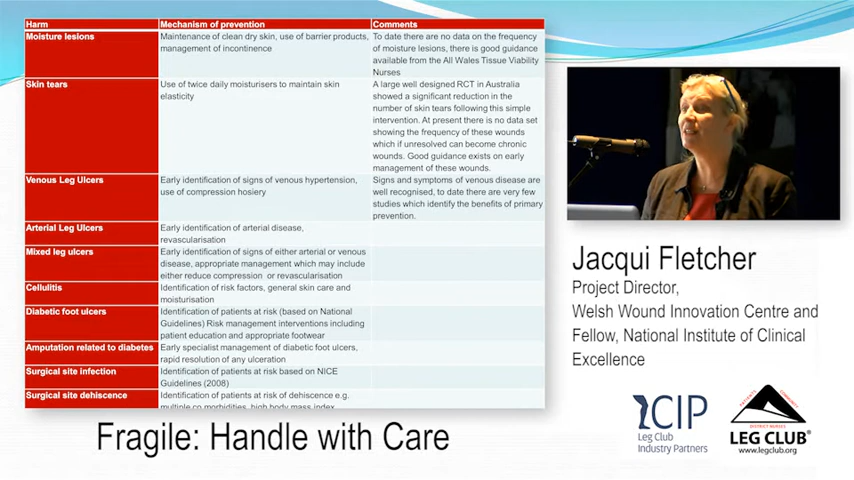 Harm Mechanism of prevention Comments
Moisture lesions Maintenance of clean dry skin, use of barrier products, To date there are no data on the frequency
management of incontinence of moisture lesions, there is good guidance
available from the All Wales Tissue Viability
Nurses
Skin tears Use of twice daily moisturisers to maintain skin A large well designed RCT in Australia
elasticity showed a significant reduction in the
number of skin tears following this simple
intervention. At present there is no data set
showing the frequency of these wounds
which if unresolved can become chronic
wounds. Good guidance exists on early
management of these wounds.
Venous Leg Ulcers Early identification of signs of venous hypertension, Signs and symptoms of venous disease are
use of compression hosiery well recognised, to date there are very few
studies which identify the benefits of primary
prevention.
Arterial Leg Ulcers Early identification of arterial disease,
revascularisation
Mixed leg ulcers Early identification of signs of either arterial or venous
disease, appropriate management which may include
either reduce compression or revascularisation
Cellulitis Identification of risk factors, general skin care and
moisturisation
Diabetic foot ulcers Identification of patients at risk (based on National
Guidelines) Risk management interventions including
patient education and appropriate footwear
Amputation related to diabetes Early specialist management of diabetic foot ulcers,
rapid resolution of any ulceration
Surgical site infection Identification of patients at risk based on NICE
Guidelines (2008)
Surgical site dehiscence Identification of patients at risk of dehiscence e.g.
multiple co morbidities, high body mass index
Fragile: Handle with Care
Jacqui Fletcher
Project Director,
Welsh Wound Innovation Centre and
Fellow, National Institute of Clinical
Excellence
CIP
Leg Club
Industry Partners
PATIENTS COMMUNITY
DISTRICT NURSES
LEG CLUB®
www.legclub.org